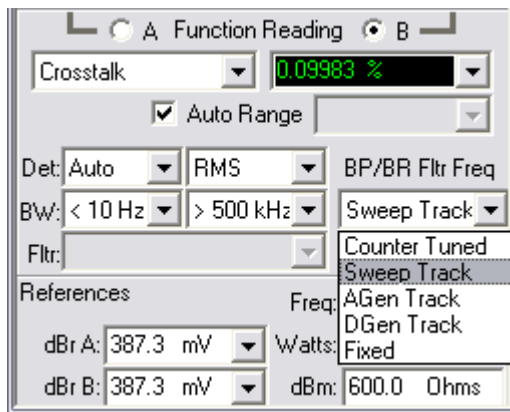 A Function Reading B
Crosstalk 0.09983 %
Auto Range
Det: Auto RMS BP/BR Fltr Freq
BW: < 10 Hz > 500 kHz Sweep Track
Fltr: Counter Tuned
Sweep Track
References Freq: AGen Track
DGen Track
dBr A: 387.3 mV Watts: Fixed
dBr B: 387.3 mV dBm: 600.0 Ohms